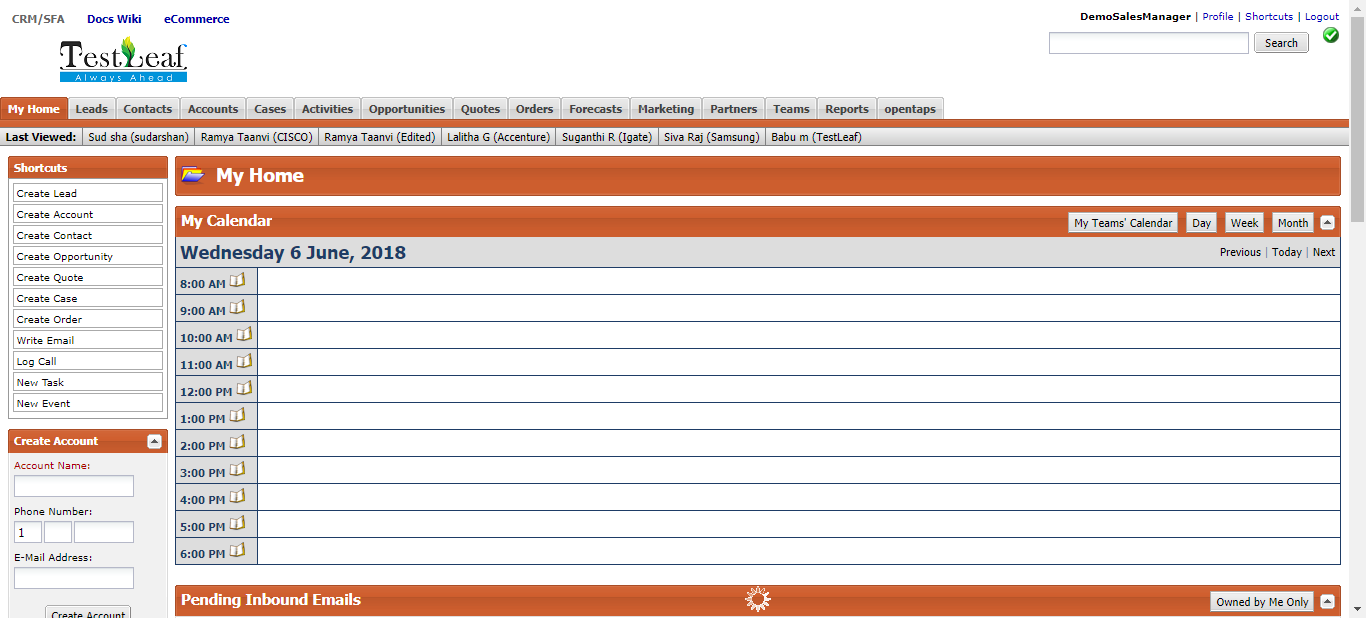 CRM/SFA Docs Wiki eCommerce
DemoSalesManager | Profile | Shortcuts | Logout
Search
TestLeaf
Always Ahead
My Home Leads Contacts Accounts Cases Activities Opportunities Quotes Orders Forecasts Marketing Partners Teams Reports opentaps
Last Viewed: Sud sha (sudarshan) Ramya Taanvi (CISCO) Ramya Taanvi (Edited) Lalitha G (Accenture) Suganthi R (Igate) Siva Raj (Samsung) Babu m (TestLeaf)
Shortcuts
Create Lead
Create Account
Create Contact
Create Opportunity
Create Quote
Create Case
Create Order
Write Email
Log Call
New Task
New Event
Create Account
Account Name:
Phone Number:
1
E-Mail Address:
Create Account
My Home
My Calendar My Teams' Calendar Day Week Month
Wednesday 6 June, 2018 Previous | Today | Next
8:00 AM
9:00 AM
10:00 AM
11:00 AM
12:00 PM
1:00 PM
2:00 PM
3:00 PM
4:00 PM
5:00 PM
6:00 PM
Pending Inbound Emails Owned by Me Only